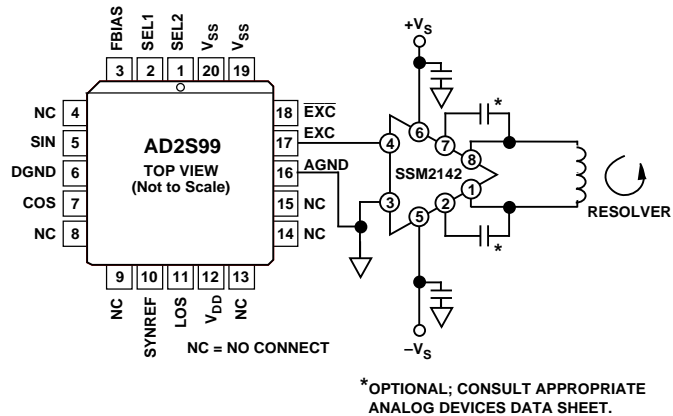 FBIAS
SEL1
SEL2
VSS
VSS
3
2
1
20
19
NC 4
SIN 5
DGND 6
COS 7
NC 8
AD2S99
TOP VIEW
(Not to Scale)
18 EXC
17 EXC
16 AGND
15 NC
14 NC
9
10
11
12
13
NC
SYNREF
LOS
VDD
NC
NC = NO CONNECT
+VS
*
6
7
8
4
SSM2142
3
1
2
5
RESOLVER
*
–VS
*OPTIONAL; CONSULT APPROPRIATE
ANALOG DEVICES DATA SHEET.